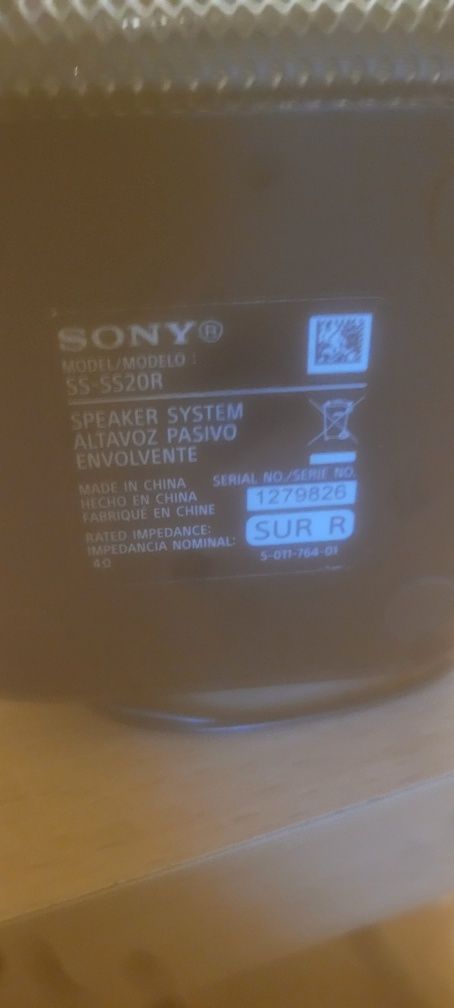 SONY®
MODEL/MODELO :
SS-SS20R
SPEAKER SYSTEM
ALTAVOZ PASIVO
ENVOLVENTE
MADE IN CHINA
HECHO EN CHINA
FABRIQUÉ EN CHINE
SERIAL NO./SERIE NO.
1279826
RATED IMPEDANCE:
IMPEDANCIA NOMINAL:
4Ω
SUR R
5-011-764-01